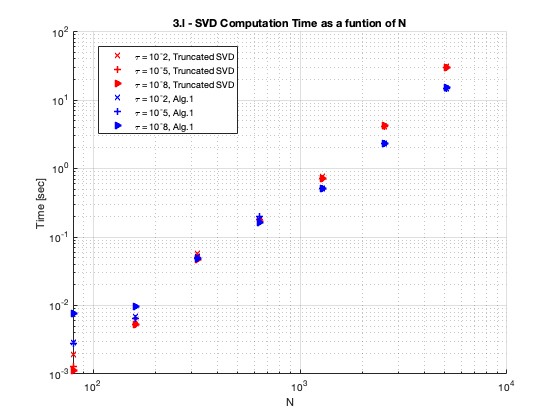 3.I - SVD Computation Time as a funtion of N
10^2
τ = 10^-2, Truncated SVD
τ = 10^-5, Truncated SVD
τ = 10^-8, Truncated SVD
τ = 10^-2, Alg.1
τ = 10^-5, Alg.1
τ = 10^-8, Alg.1
10^1
10^0
10^-1
10^-2
10^-3
Time [sec]
10^2
10^3
10^4
N